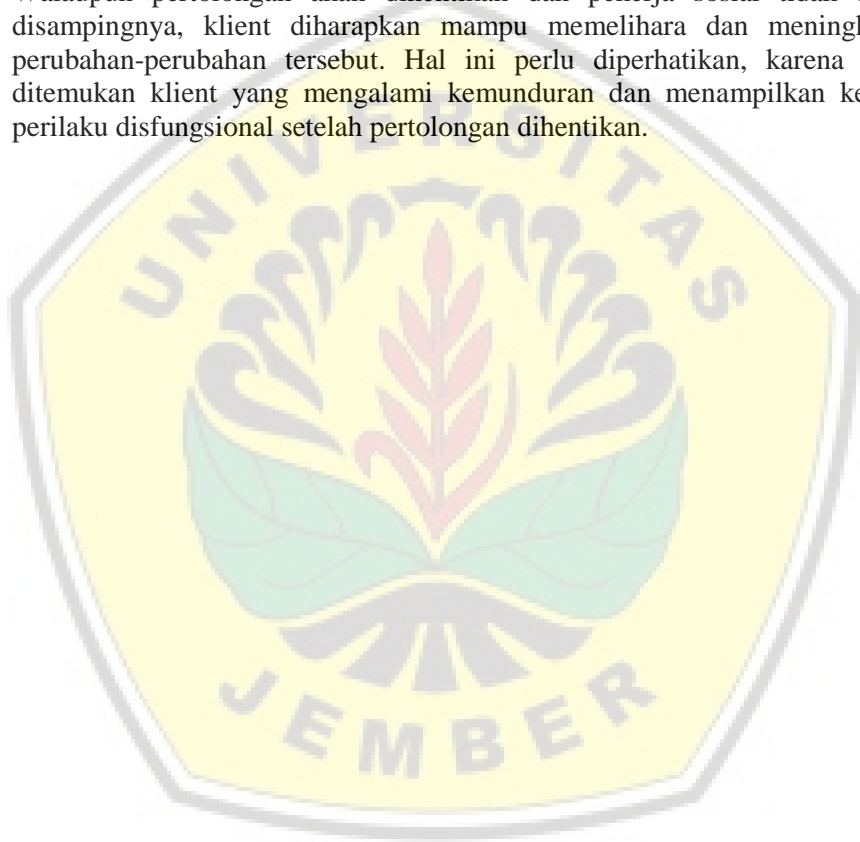 Walaupun pertolongan akan dihentikan dan pekerja sosial tidak
disampingnya, klient diharapkan mampu memelihara dan
perubahan-perubahan tersebut. Hal ini perlu diperhatikan, karena
ditemukan klient yang mengalami kemunduran dan menampilkan
perilaku disfungsional setelah pertolongan dihentikan.
UNIVERSITAS
JEMBER